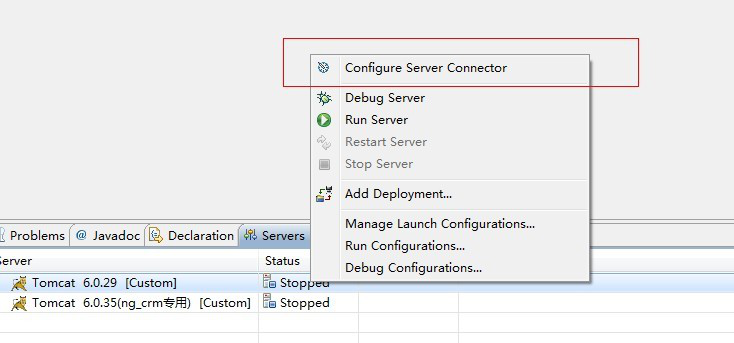 Configure Server Connector
Debug Server
Run Server
Restart Server
Stop Server
Add Deployment...
Manage Launch Configurations...
Run Configurations...
Debug Configurations...
Problems @ Javadoc Declaration Servers
Server Status
Tomcat 6.0.29 [Custom] Stopped
Tomcat 6.0.35(ng_crm专用) [Custom] Stopped